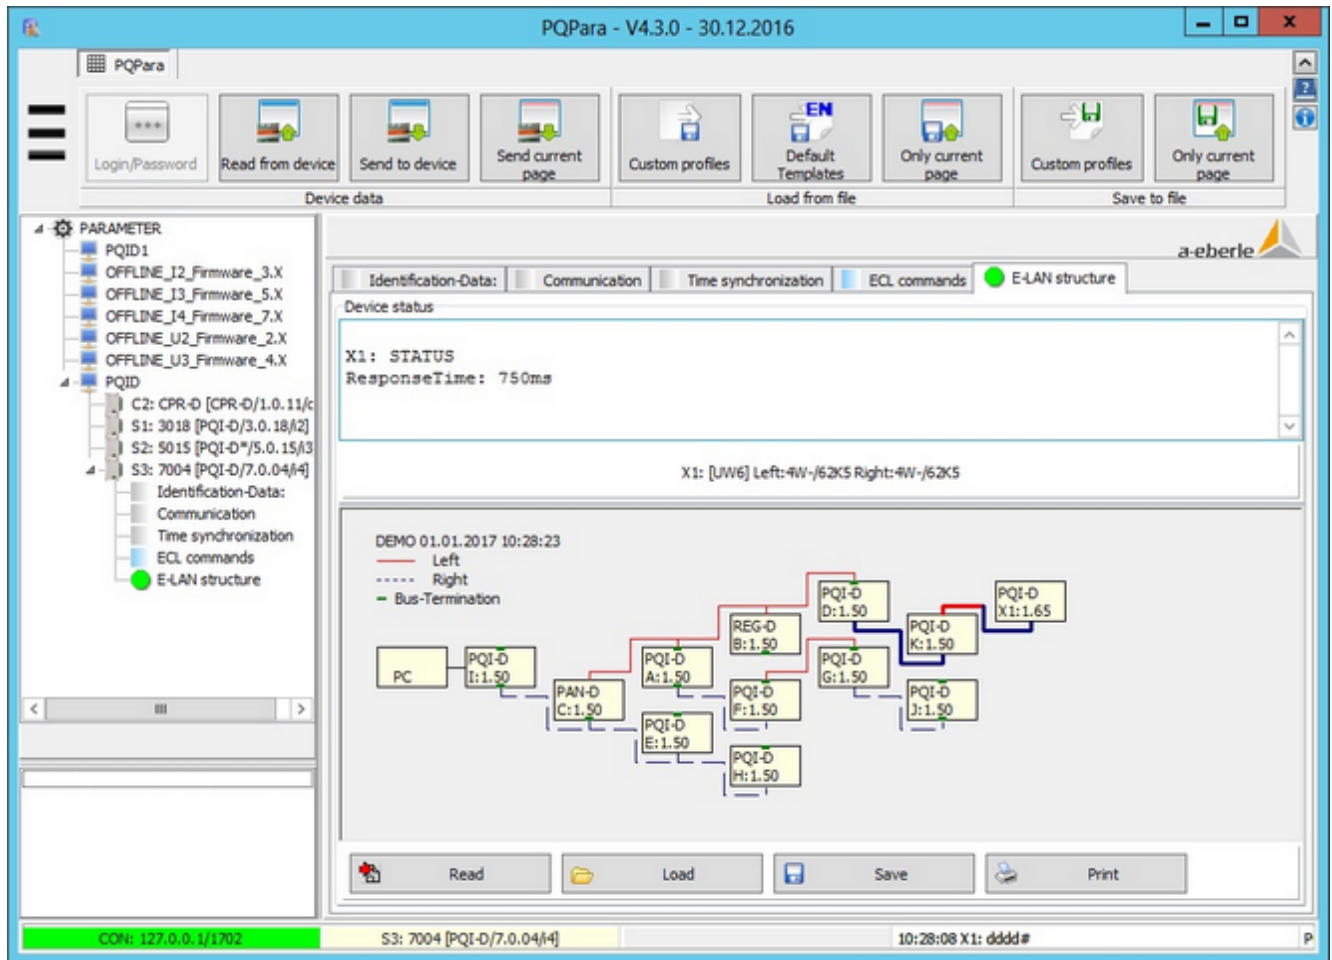 PQPara - V4.3.0 - 30.12.2016
PQPara
Login/Password
Read from device
Send to device
Send current page
Custom profiles
EN
Default Templates
Only current page
Custom profiles
Only current page
Device data
Load from file
Save to file
PARAMETER
PQID1
OFFLINE_I2_Firmware_3.X
OFFLINE_I3_Firmware_5.X
OFFLINE_I4_Firmware_7.X
OFFLINE_U2_Firmware_2.X
OFFLINE_U3_Firmware_4.X
PQID
C2: CPR-D [CPR-D/1.0.11/c
S1: 3018 [PQI-D/3.0.18/i2]
S2: 5015 [PQI-D*/5.0.15/i3
S3: 7004 [PQI-D/7.0.04/i4]
Identification-Data:
Communication
Time synchronization
ECL commands
E-LAN structure
a-eberle
Identification-Data:
Communication
Time synchronization
ECL commands
E-LAN structure
Device status
X1: STATUS
ResponseTime: 750ms
X1: [UW6] Left:4W-/62K5 Right:4W-/62K5
DEMO 01.01.2017 10:28:23
Left
Right
Bus-Termination
PC
PQI-D
I:1.50
PAN-D
C:1.50
PQI-D
A:1.50
PQI-D
E:1.50
REG-D
B:1.50
PQI-D
F:1.50
PQI-D
H:1.50
PQI-D
D:1.50
PQI-D
G:1.50
PQI-D
K:1.50
PQI-D
J:1.50
PQI-D
X1:1.65
Read
Load
Save
Print
CON: 127.0.0.1/1702
S3: 7004 [PQI-D/7.0.04/i4]
10:28:08 X1: dddd#
P